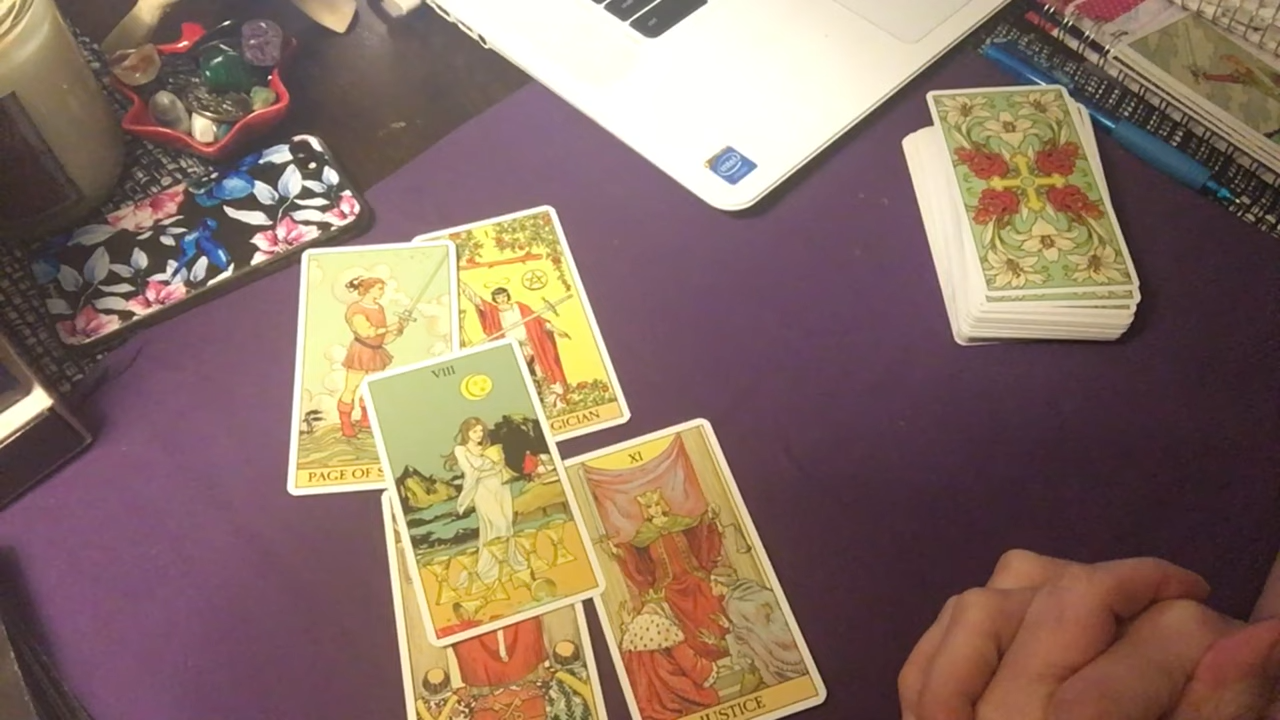 intel
PAGE OF S
GICIAN
VIII
XI
JUSTICE